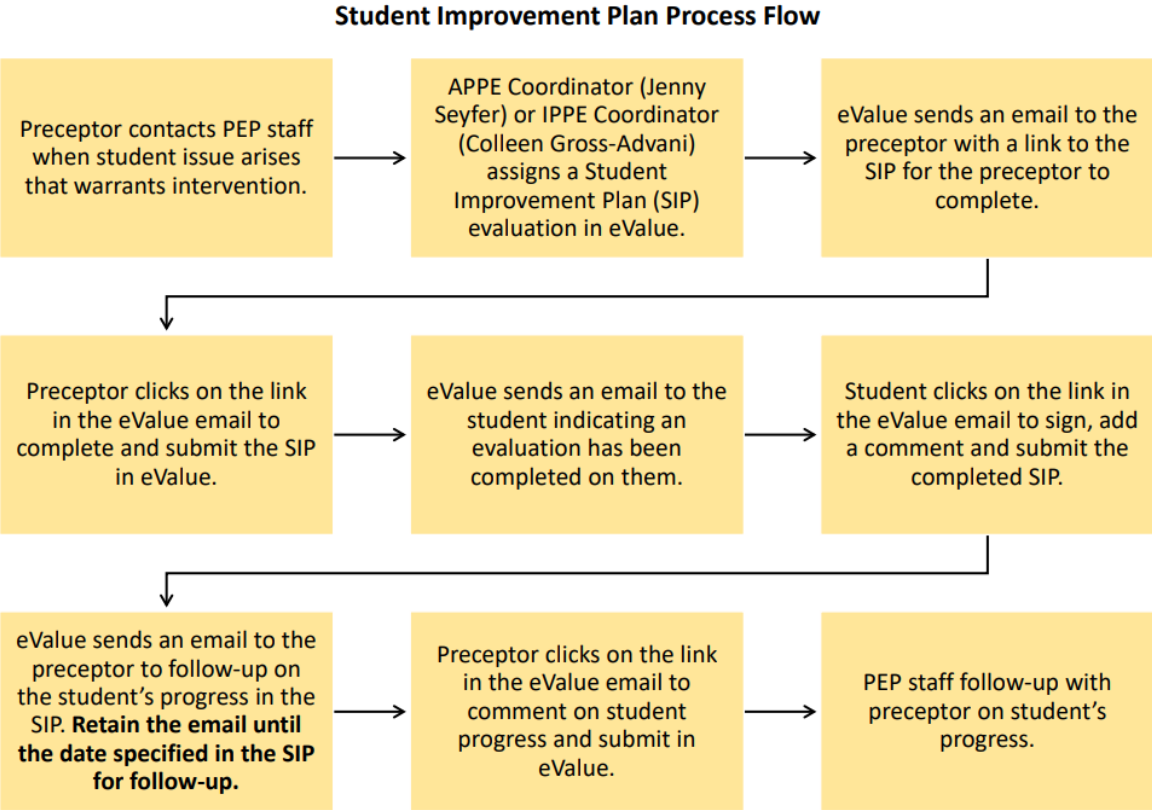 Student Improvement Plan Process Flow
Preceptor contacts PEP staff
when student issue arises
that warrants intervention.
APPE Coordinator (Jenny
Seyfer) or IPPE Coordinator
(Colleen Gross-Advani)
assigns a Student
Improvement Plan (SIP)
evaluation in eValue.
eValue sends an email to the
preceptor with a link to the
SIP for the preceptor to
complete.
Preceptor clicks on the link
in the eValue email to
complete and submit the SIP
in eValue.
eValue sends an email to the
student indicating an
evaluation has been
completed on them.
Student clicks on the link in
the eValue email to sign, add
a comment and submit the
completed SIP.
eValue sends an email to the
preceptor to follow-up on
the student’s progress in the
SIP. Retain the email until
the date specified in the SIP
for follow-up.
Preceptor clicks on the link
in the eValue email to
comment on student
progress and submit in
eValue.
PEP staff follow-up with
preceptor on student’s
progress.